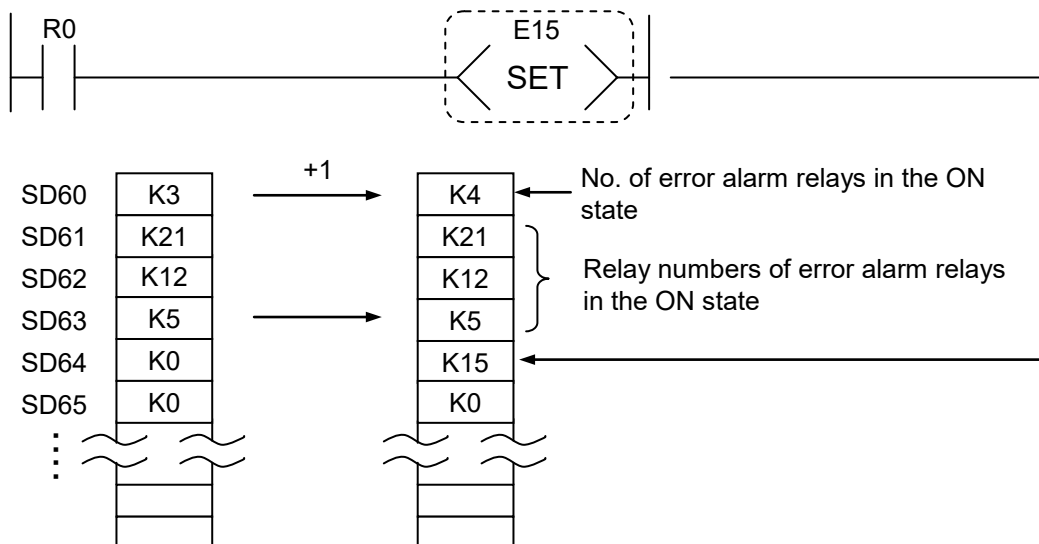 R0
E15
SET
+1
SD60 K3 K4 No. of error alarm relays in the ON
state
SD61 K21 K21
SD62 K12 K12 Relay numbers of error alarm relays
in the ON state
SD63 K5 K5
SD64 K0 K15
SD65 K0 K0